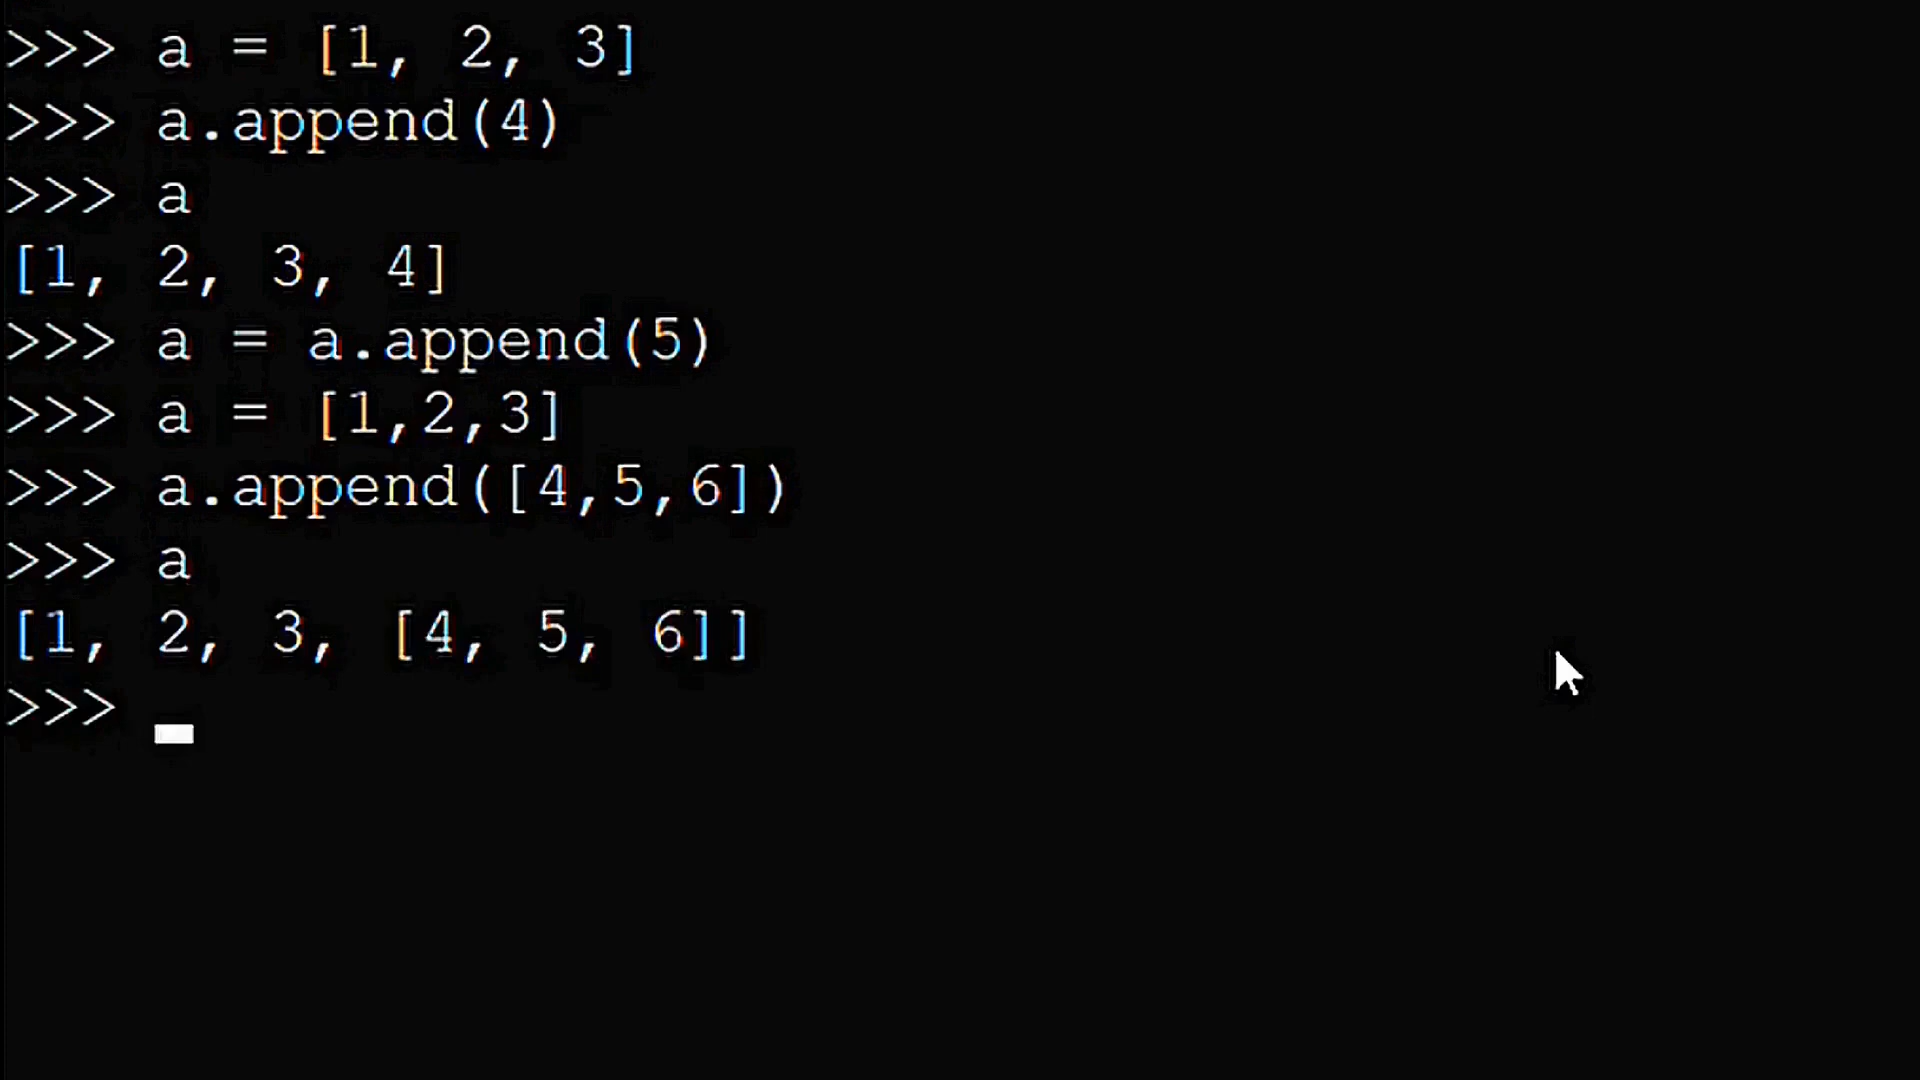 >>> a = [1, 2, 3]
>>> a.append(4)
>>> a
[1, 2, 3, 4]
>>> a = a.append(5)
>>> a = [1,2,3]
>>> a.append([4,5,6])
>>> a
[1, 2, 3, [4, 5, 6]]
>>>